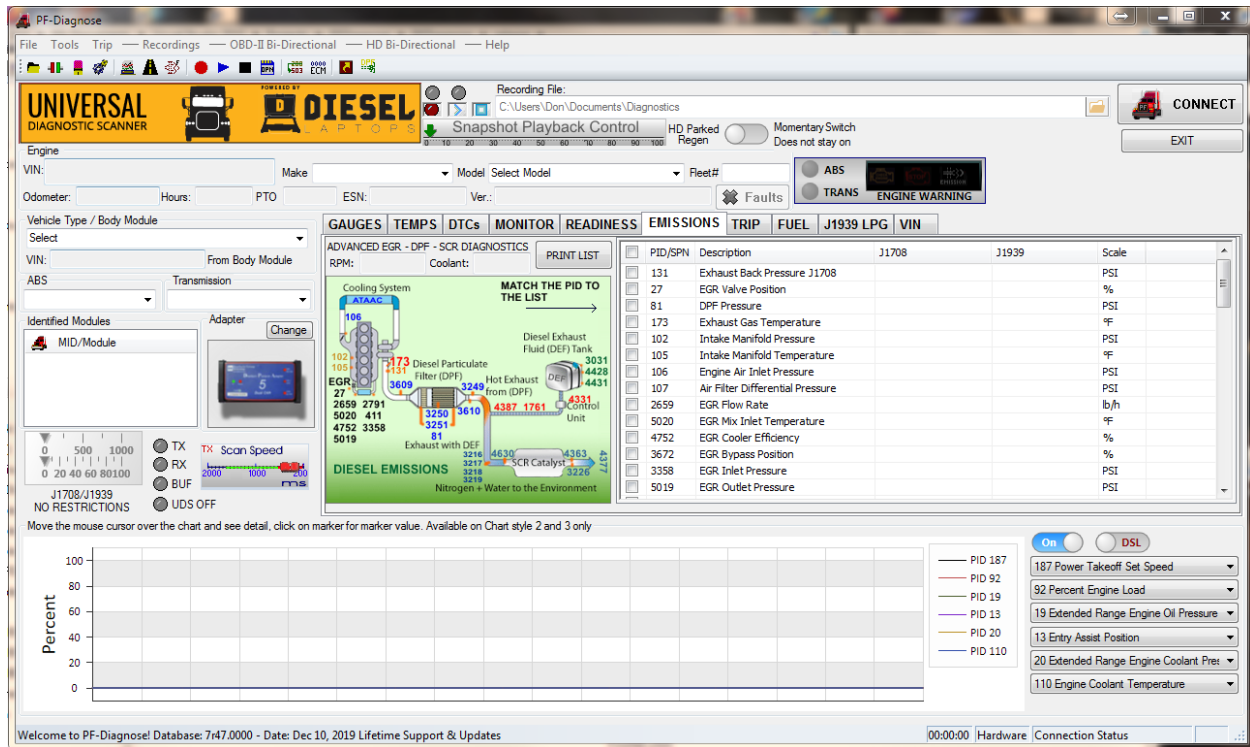 PF-Diagnose
File Tools Trip — Recordings — OBD-II Bi-Directional — HD Bi-Directional — Help
UNIVERSAL
DIAGNOSTIC SCANNER
POWERED BY
DIESEL
LAPTOPS
Recording File:
C:\Users\Don\Documents\Diagnostics
Snapshot Playback Control
0 10 20 30 40 50 60 70 80 90 100
HD Parked
Regen
Momentary Switch
Does not stay on
CONNECT
EXIT
Engine
VIN:
Make
Model Select Model
Fleet#
Odometer:
Hours:
PTO
ESN:
Ver.:
Faults
ABS
TRANS
ENGINE WARNING
Vehicle Type / Body Module
Select
VIN:
From Body Module
ABS
Transmission
Identified Modules
MID/Module
Adapter
Change
5
0 500 1000
0 20 40 60 80100
J1708/J1939
NO RESTRICTIONS
TX
RX
BUF
UDS OFF
TX Scan Speed
2000 1000 200
ms
GAUGES TEMPS DTCs MONITOR READINESS EMISSIONS TRIP FUEL J1939 LPG VIN
ADVANCED EGR - DPF - SCR DIAGNOSTICS
RPM:
Coolant:
PRINT LIST
Cooling System
ATAAC
106
MATCH THE PID TO
THE LIST
102
105
173
131
EGR
27
2659 2791
5020 411
4752 3358
5019
Diesel Particulate
Filter (DPF)
3609
3249
3250
3251
81
3610
Hot Exhaust
from (DPF)
4387 1761
Diesel Exhaust
Fluid (DEF) Tank
DEF
3031
4428
4431
4331
Control
Unit
Exhaust with DEF
3216
3217
3218
3219
4630
4363
SCR Catalyst
3226
4377
DIESEL EMISSIONS
Nitrogen + Water to the Environment
PID/SPN Description J1708 J1939 Scale
131 Exhaust Back Pressure J1708 PSI
27 EGR Valve Position %
81 DPF Pressure PSI
173 Exhaust Gas Temperature ºF
102 Intake Manifold Pressure PSI
105 Intake Manifold Temperature ºF
106 Engine Air Inlet Pressure PSI
107 Air Filter Differential Pressure PSI
2659 EGR Flow Rate lb/h
5020 EGR Mix Inlet Temperature ºF
4752 EGR Cooler Efficiency %
3672 EGR Bypass Position %
3358 EGR Inlet Pressure PSI
5019 EGR Outlet Pressure PSI
Move the mouse cursor over the chart and see detail, click on marker for marker value. Available on Chart style 2 and 3 only
Percent
100
80
60
40
20
0
PID 187
PID 92
PID 19
PID 13
PID 20
PID 110
On
DSL
187 Power Takeoff Set Speed
92 Percent Engine Load
19 Extended Range Engine Oil Pressure
13 Entry Assist Position
20 Extended Range Engine Coolant Pres
110 Engine Coolant Temperature
Welcome to PF-Diagnose! Database: 7r47.0000 - Date: Dec 10, 2019 Lifetime Support & Updates
00:00:00 Hardware Connection Status